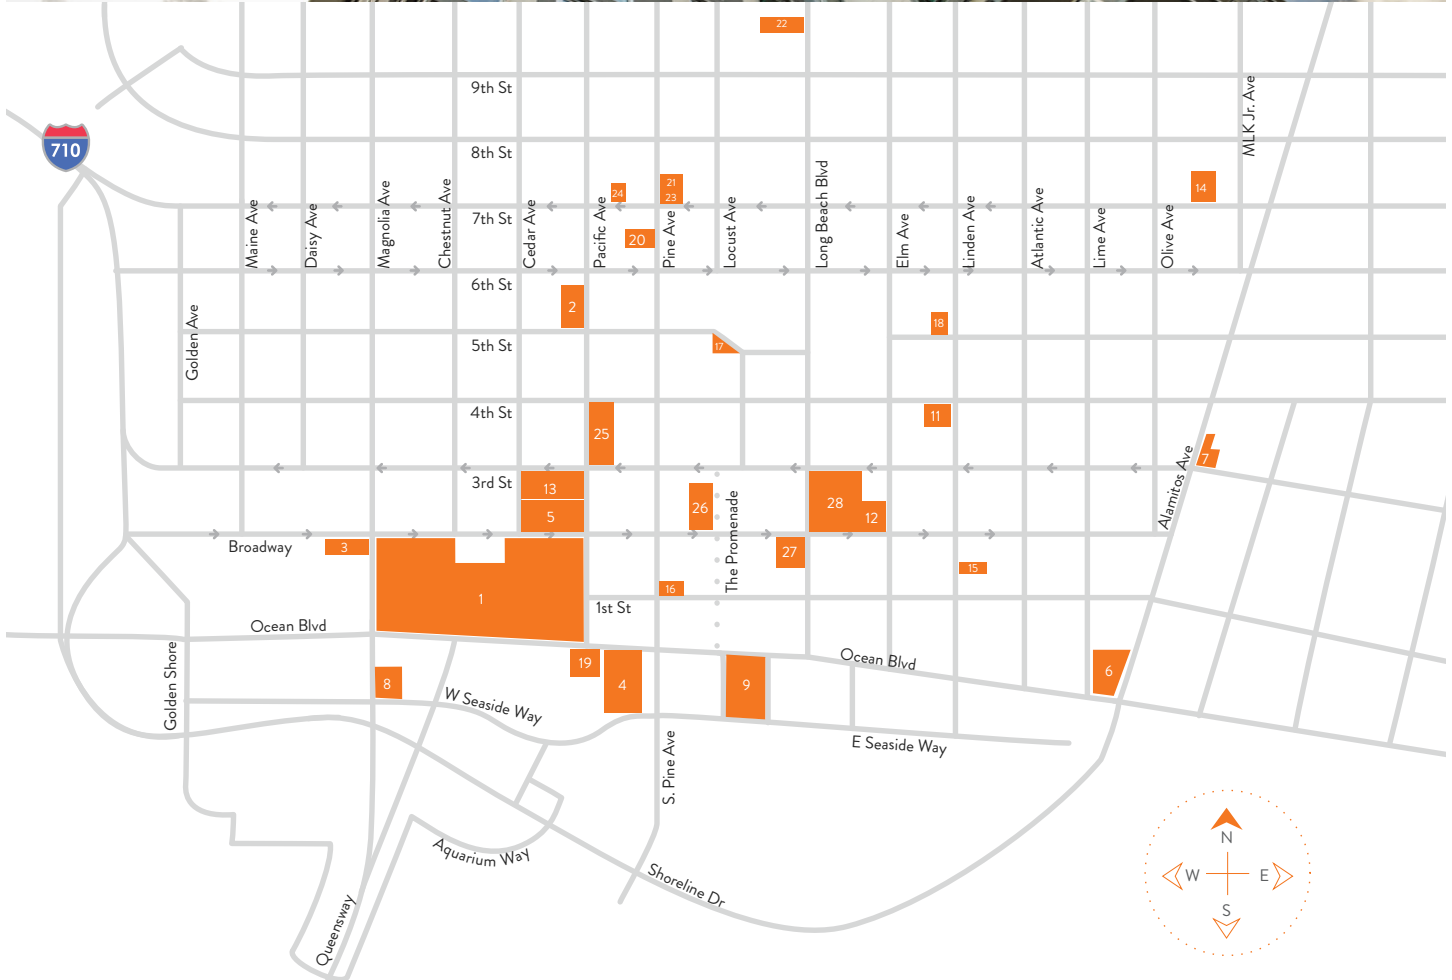 22
9th St
MLK Jr. Ave
710
8th St
21
23
24
14
7th St
Maine Ave
Daisy Ave
Magnolia Ave
Chestnut Ave
Cedar Ave
Pacific Ave
Pine Ave
Locust Ave
Long Beach Blvd
Elm Ave
Linden Ave
Atlantic Ave
Lime Ave
Olive Ave
20
6th St
2
18
Golden Ave
5th St
17
4th St
11
25
Alamitos Ave
7
3rd St
13
5
26
The Promenade
28
12
Broadway
3
27
15
16
1
1st St
Ocean Blvd
Ocean Blvd
19
4
9
6
8
Golden Shore
W Seaside Way
E Seaside Way
S. Pine Ave
Aquarium Way
Shoreline Dr
Queensway
N
W
E
S